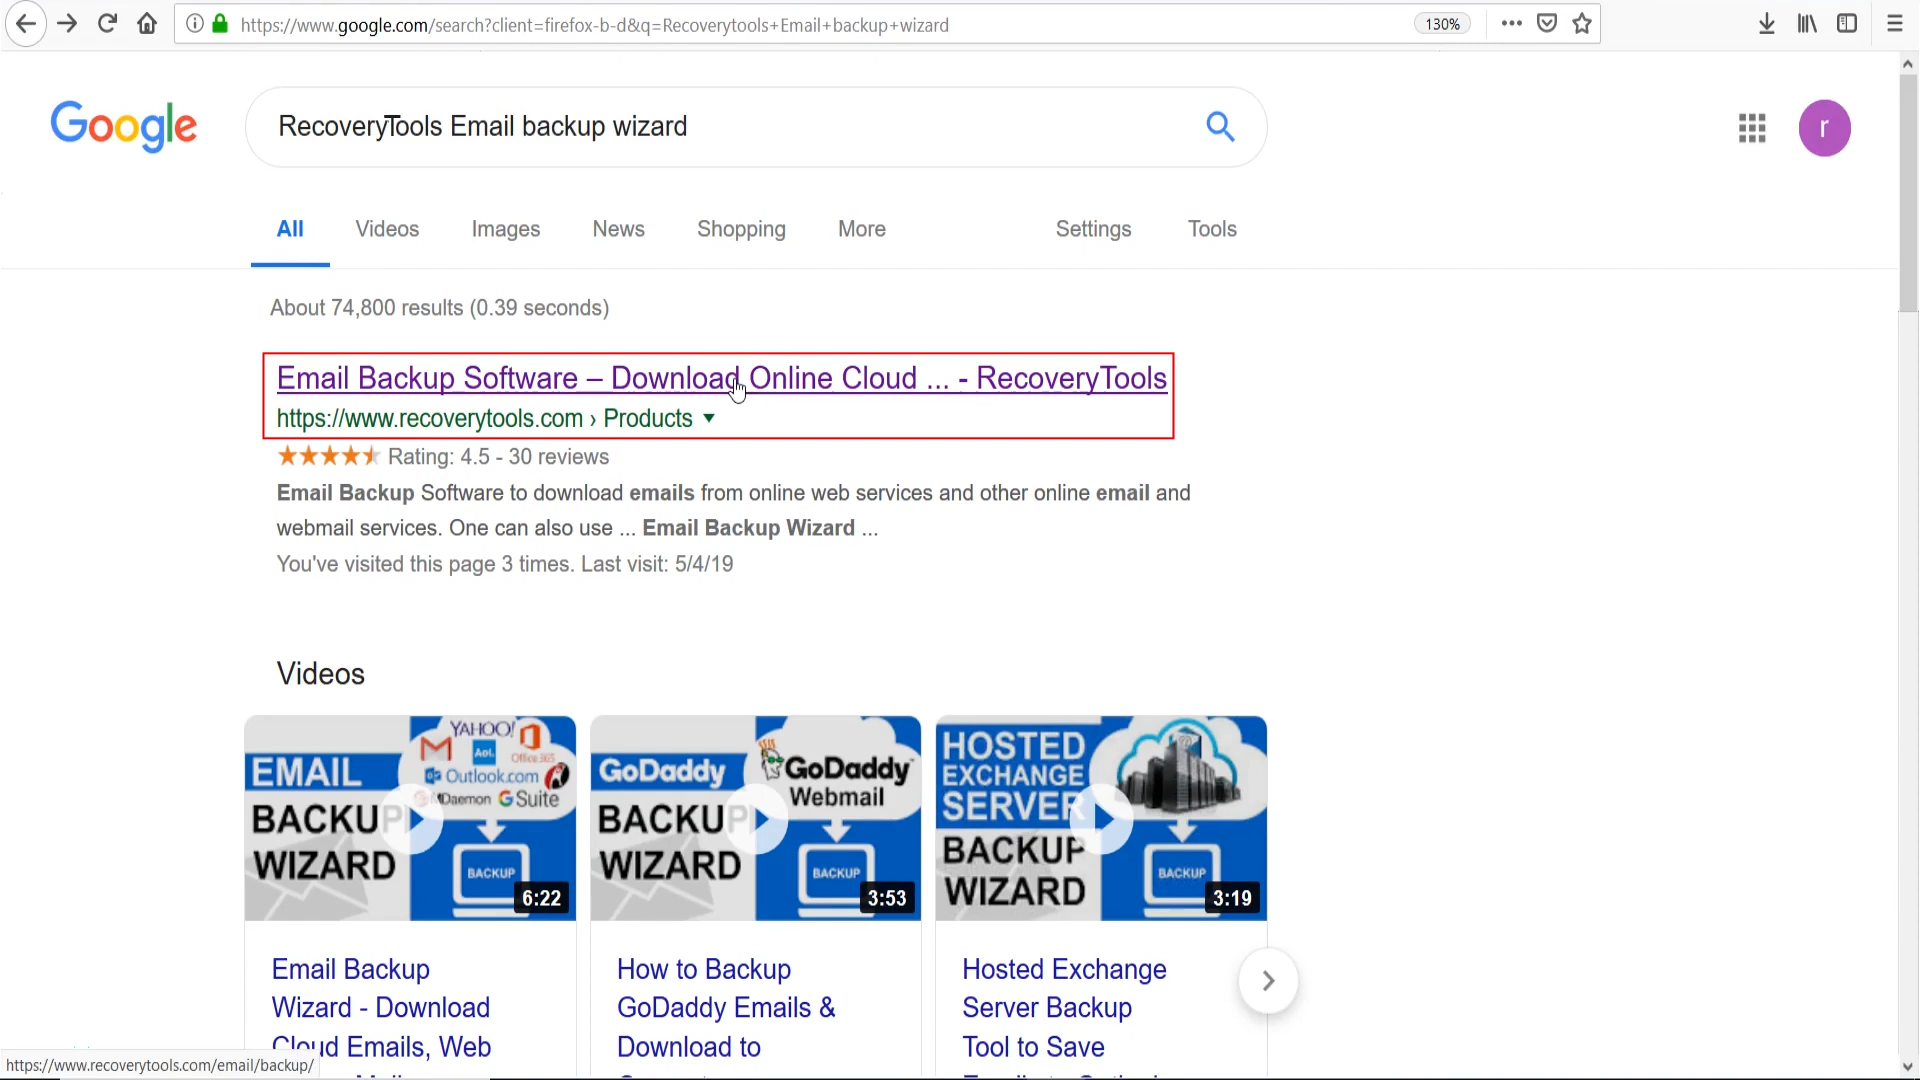 https://www.google.com/search?client=firefox-b-d&q=Recoverytools+Email+backup+wizard
130%
Google
RecoveryTools Email backup wizard
r
All
Videos
Images
News
Shopping
More
Settings
Tools
About 74,800 results (0.39 seconds)
Email Backup Software – Download Online Cloud ... - RecoveryTools
https://www.recoverytools.com › Products
Rating: 4.5 - 30 reviews
Email Backup Software to download emails from online web services and other online email and
webmail services. One can also use ... Email Backup Wizard ...
You've visited this page 3 times. Last visit: 5/4/19
Videos
EMAIL
BACKUP
WIZARD
YAHOO!
Aol.
Office 365
Outlook.com
MDaemon
G Suite
BACKUP
6:22
GoDaddy
BACKUP
WIZARD
GoDaddy
Webmail
BACKUP
3:53
HOSTED
EXCHANGE
SERVER
BACKUP
WIZARD
BACKUP
3:19
Email Backup
Wizard - Download
Cloud Emails, Web
How to Backup
GoDaddy Emails &
Download to
Hosted Exchange
Server Backup
Tool to Save
https://www.recoverytools.com/email/backup/